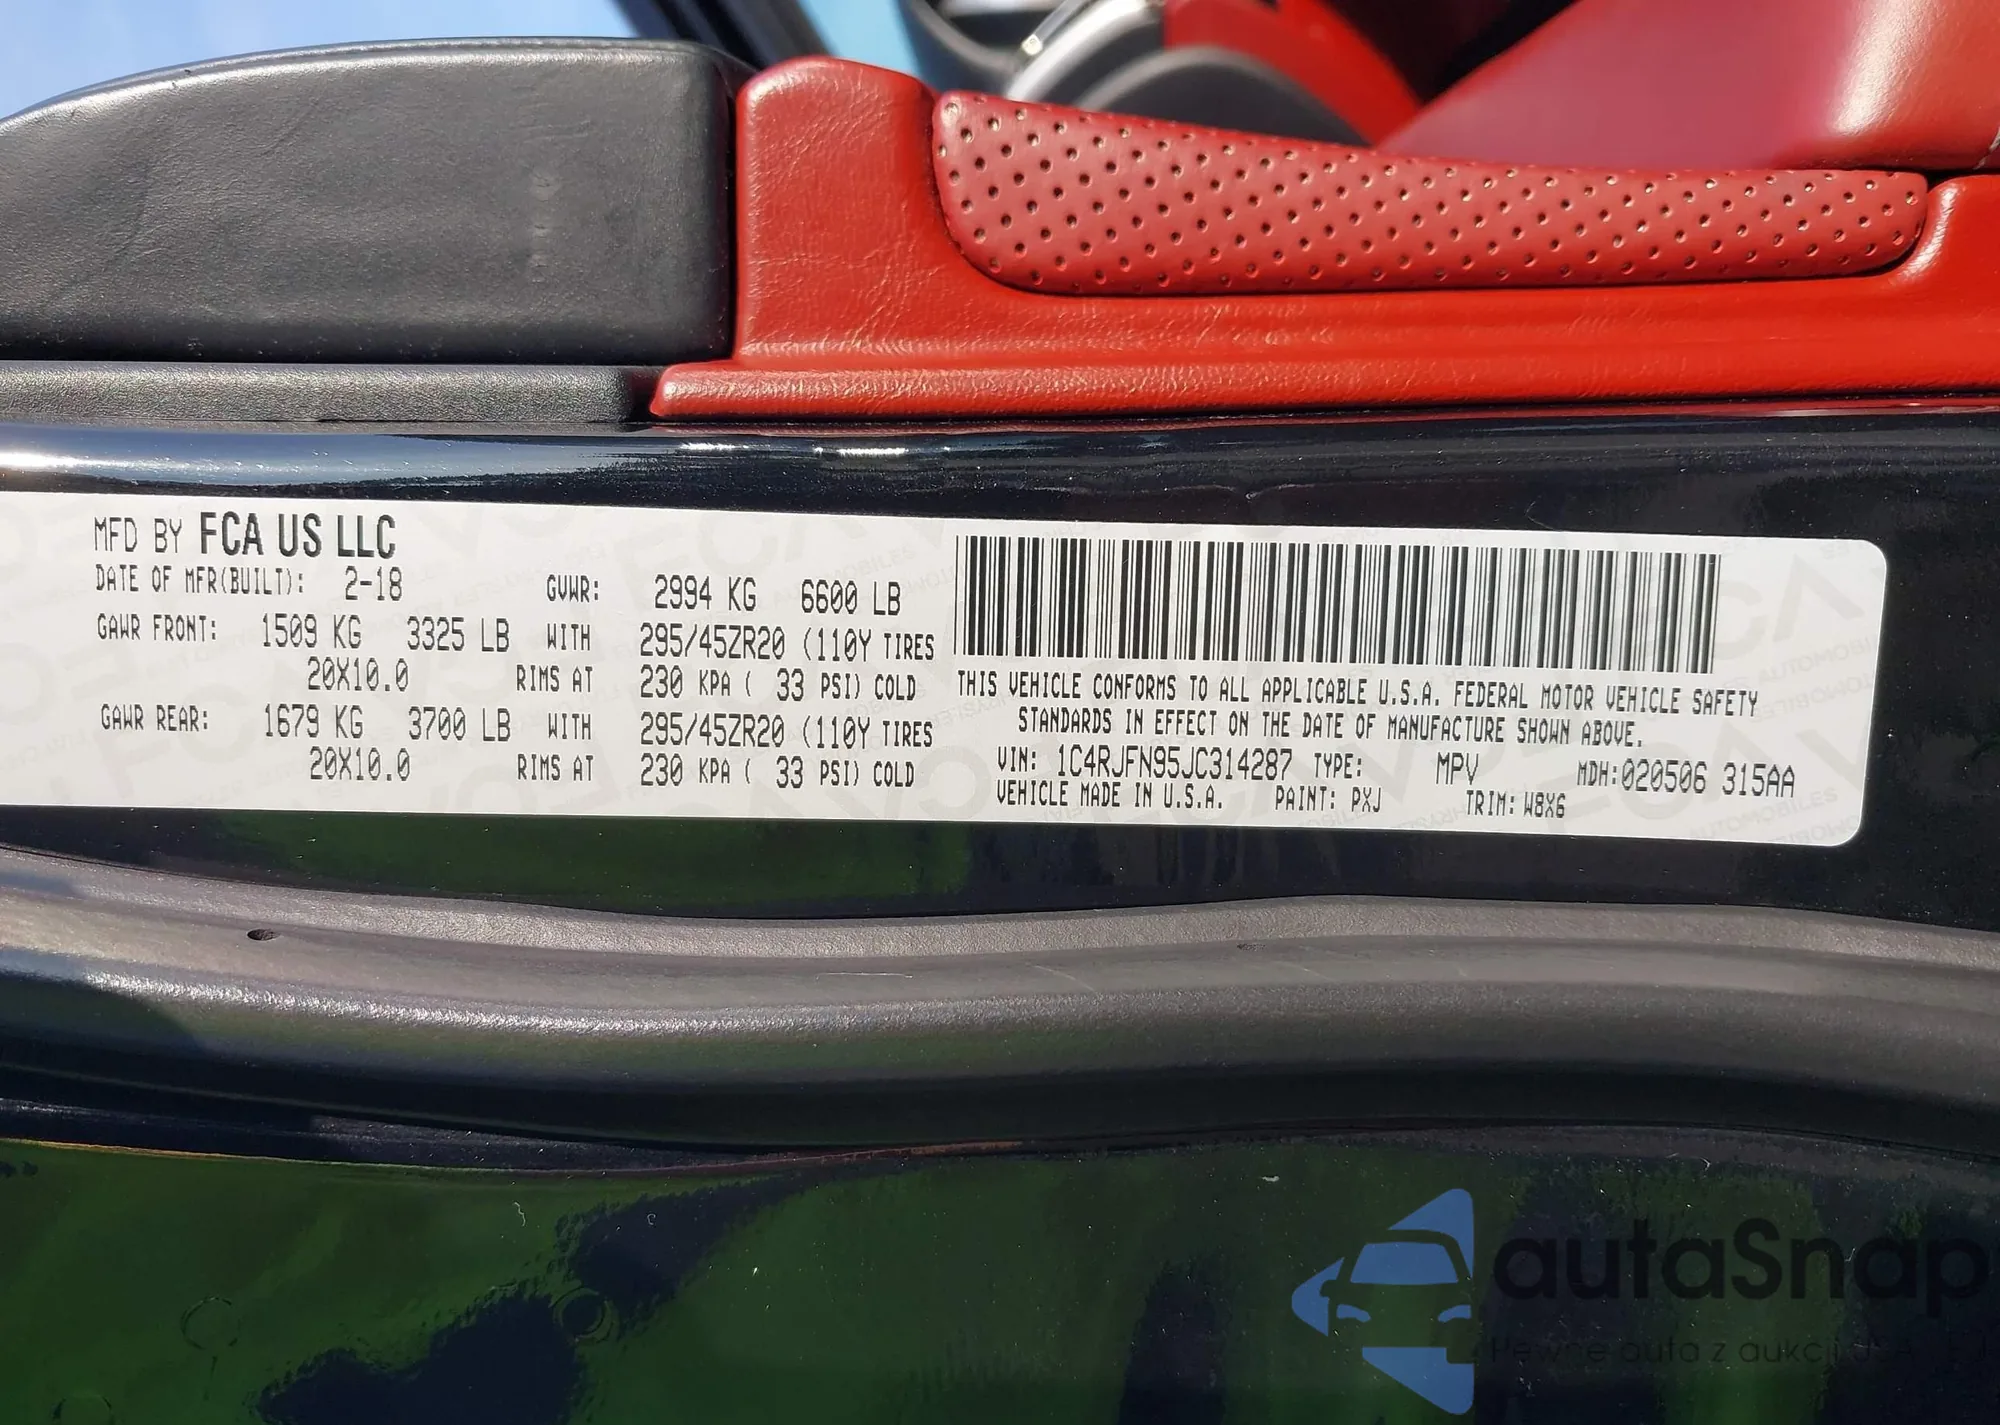 MFD BY FCA US LLC
DATE OF MFR(BUILT): 2-18 GVWR: 2994 KG 6600 LB
GAWR FRONT: 1509 KG 3325 LB WITH 295/45ZR20 (110Y TIRES
20X10.0 RIMS AT 230 KPA ( 33 PSI) COLD
GAWR REAR: 1679 KG 3700 LB WITH 295/45ZR20 (110Y TIRES
20X10.0 RIMS AT 230 KPA ( 33 PSI) COLD
THIS VEHICLE CONFORMS TO ALL APPLICABLE U.S.A. FEDERAL MOTOR VEHICLE SAFETY
STANDARDS IN EFFECT ON THE DATE OF MANUFACTURE SHOWN ABOVE.
VIN: 1C4RJFN95JC314287 TYPE: MPV MDH:020506 315AA
VEHICLE MADE IN U.S.A. PAINT: PXJ TRIM: W8X6
autaSnap
Pewne auta z aukcji USA